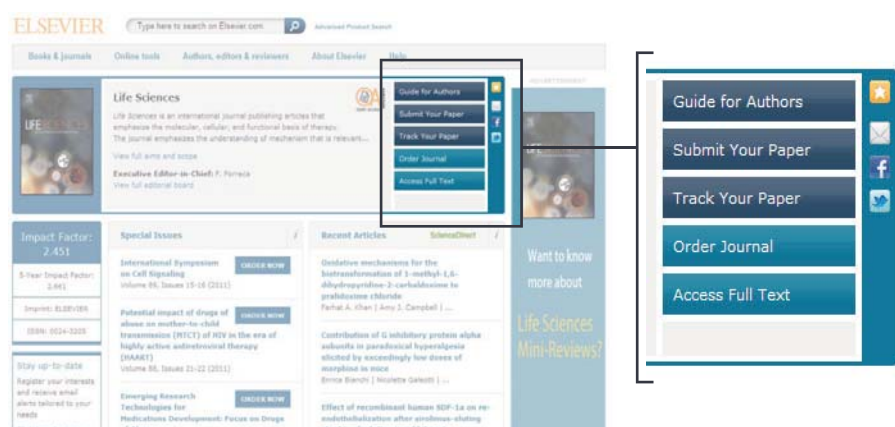 ELSEVIER
Type here to search on Elsevier.com
Advanced Product Search
Books & journals
Online tools
Authors, editors & reviewers
About Elsevier
Help
ADVERTISEMENT
LIFE SCIENCES
Life Sciences
Life Sciences is an international journal publishing articles that
emphasize the molecular, cellular, and functional basis
of therapy.
The journal emphasizes the understanding of mechanism that is relevant...
View full aims and scope
Executive Editor-in-Chief: F. Porreca
View full editorial board
Guide for Authors
Submit Your Paper
Track Your Paper
Order Journal
Access Full Text
Guide for Authors
Submit Your Paper
Track Your Paper
Order Journal
Access Full Text
Impact Factor:
2.451
5-Year Impact Factor:
Imprint: ELSEVIER
ISSN: 0024-3205
Stay up-to-date
Register your interests
and receive email
alerts tailored to your
needs
Special Issues
International Symposium
on Cell Signaling
Volume 89, Issues 15-16 (2011)
ORDER NOW
Potential impact of drugs of
abuse on mother-to-child
transmission (MTCT) of HIV in the era of
highly active antiretroviral therapy
(HAART)
Volume 88, Issues 21-22 (2011)
ORDER NOW
Emerging Research
Technologies for
Medications Development: Focus on Drugs
ORDER NOW
Recent Articles
ScienceDirect
Oxidative mechanisms for the
biotransformation of 1-methyl-1,6-
dihydropyridine-2-carbaldoxime to
pralidoxime chloride
Farhat A. Khan | Amy J. Campbell | ...
Contribution of G inhibitory protein alpha
subunits in paradoxical hyperalgesia
elicited by exceedingly low doses of
morphine in mice
Enrica Bianchi | Nicoletta Galeotti | ...
Effect of recombinant human SDF-1α on re-
endothelialization after sirolimus-eluting
Want to know
more about
Life Sciences
Mini-Reviews?